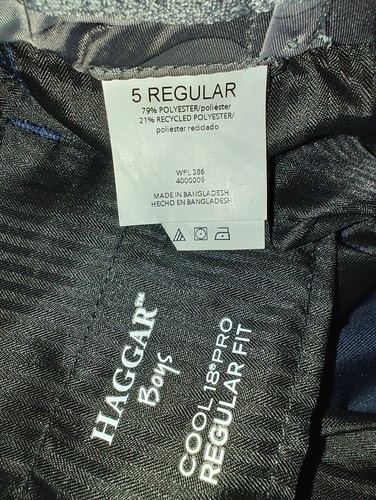 5 REGULAR
79% POLYESTER/poliéster
21% RECYCLED POLYESTER/
poliéster reciclado
WPL 386
4000009
MADE IN BANGLADESH
HECHO EN BANGLADESH
HAGGAR™
Boys
COOL 18® PRO
REGULAR FIT